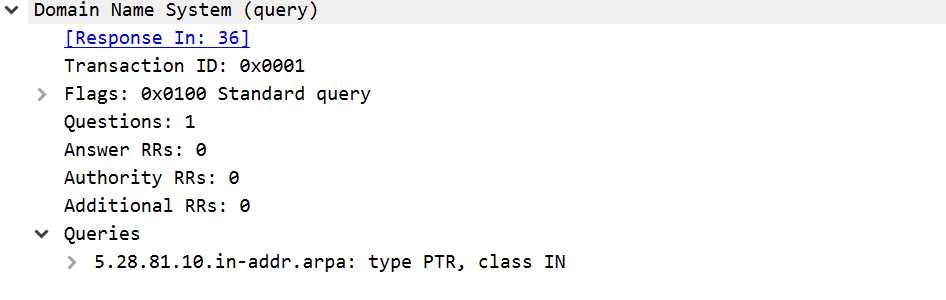 Domain Name System (query)
[Response In: 36]
Transaction ID: 0x0001
Flags: 0x0100 Standard query
Questions: 1
Answer RRs: 0
Authority RRs: 0
Additional RRs: 0
Queries
5.28.81.10.in-addr.arpa: type PTR, class IN